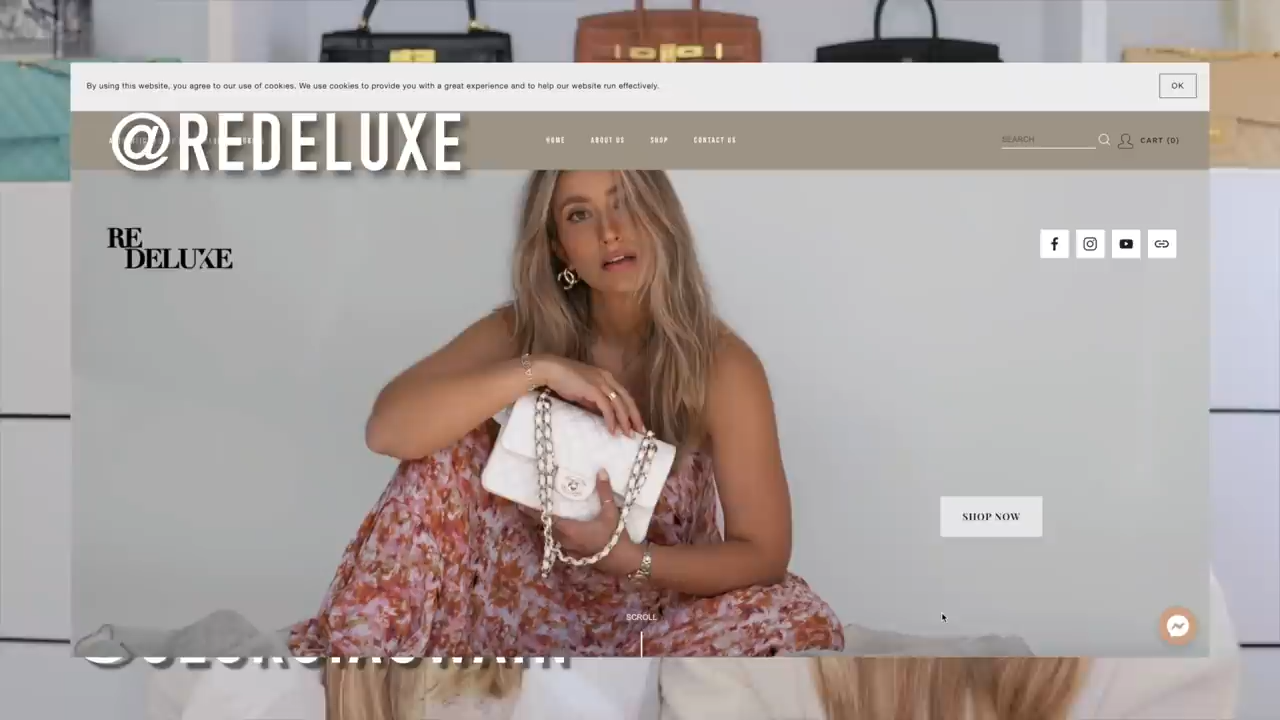 By using this website, you agree to our use of cookies. We use cookies to provide you with a great experience and to help our website run effectively.
OK
@REDELUXE
HOME
ABOUT US
SHOP
CONTACT US
SEARCH
CART (0)
RE
DELUXE
SHOP NOW
SCROLL